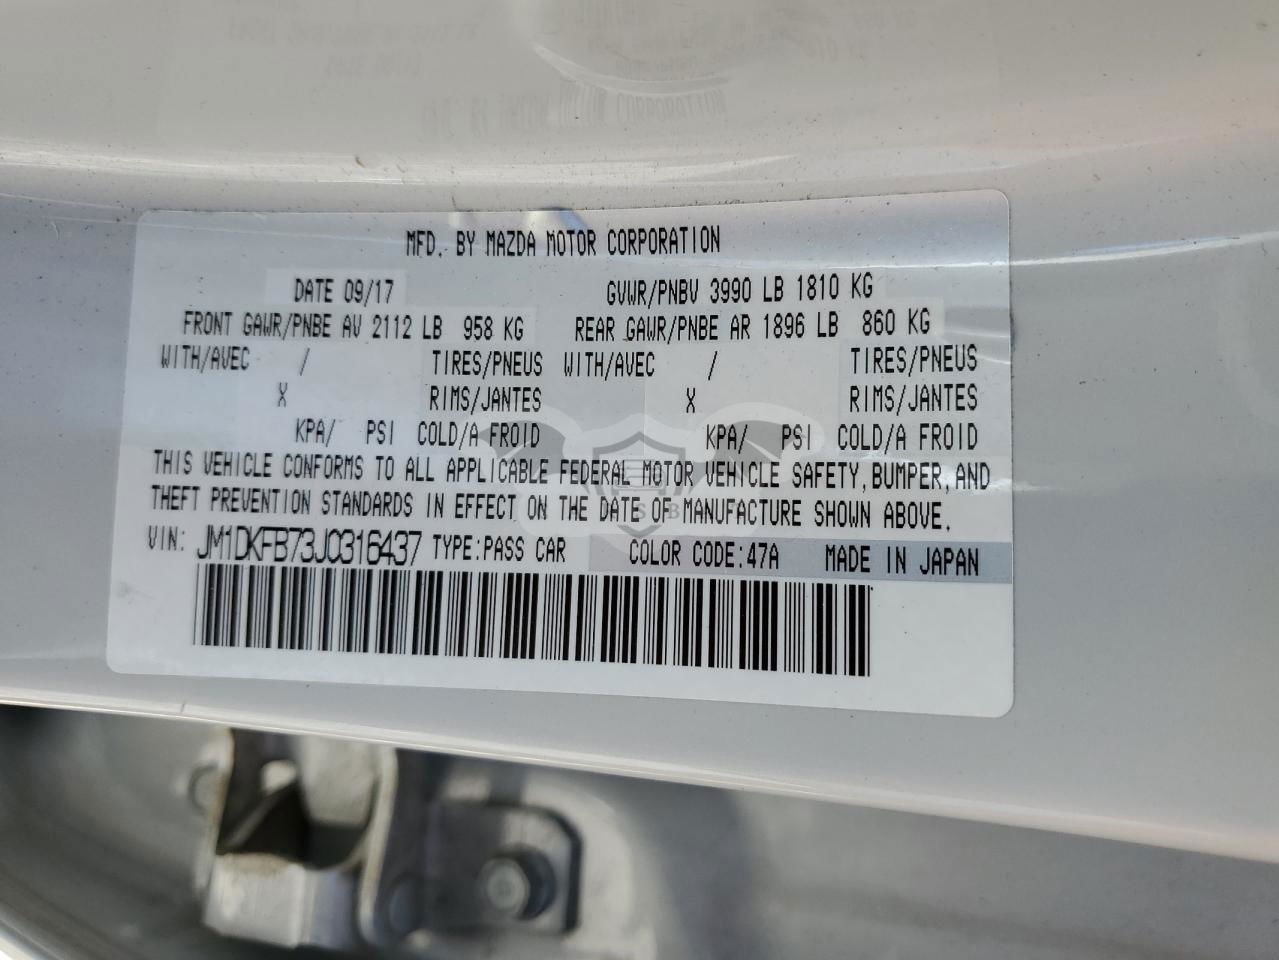 MFD. BY MAZDA MOTOR CORPORATION
DATE 09/17 GVWR/PNBV 3990 LB 1810 KG
FRONT GAWR/PNBE AV 2112 LB 958 KG REAR GAWR/PNBE AR 1896 LB 860 KG
WITH/AVEC / TIRES/PNEUS WITH/AVEC / TIRES/PNEUS
X RIMS/JANTES X RIMS/JANTES
KPA/ PSI COLD/A FROID KPA/ PSI COLD/A FROID
THIS VEHICLE CONFORMS TO ALL APPLICABLE FEDERAL MOTOR VEHICLE SAFETY, BUMPER, AND
THEFT PREVENTION STANDARDS IN EFFECT ON THE DATE OF MANUFACTURE SHOWN ABOVE.
VIN: JM1DKFB73J0316437 TYPE:PASS CAR COLOR CODE:47A MADE IN JAPAN